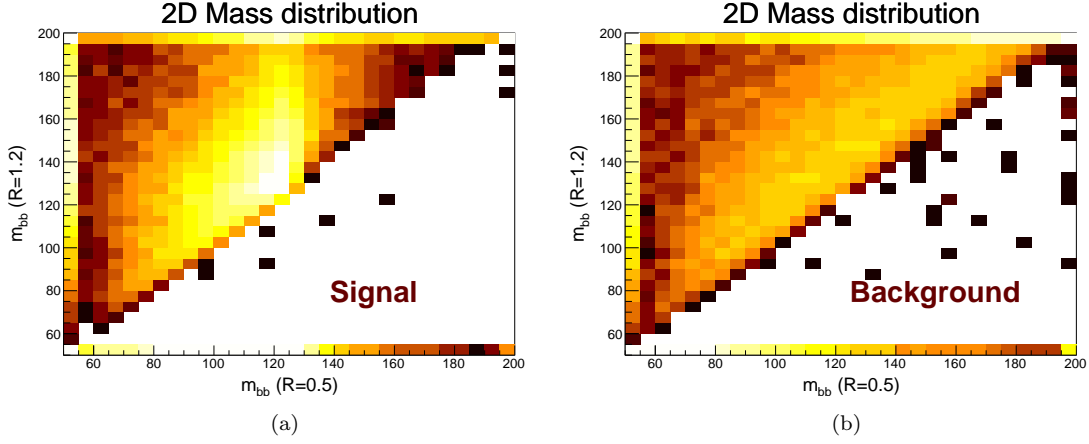 2D Mass distribution
200
180
160
140
120
100
80
60
m_bb (R=1.2)
Signal
60 80 100 120 140 160 180 200
m_bb (R=0.5)
(a)
2D Mass distribution
200
180
160
140
120
100
80
60
m_bb (R=1.2)
Background
60 80 100 120 140 160 180 200
m_bb (R=0.5)
(b)